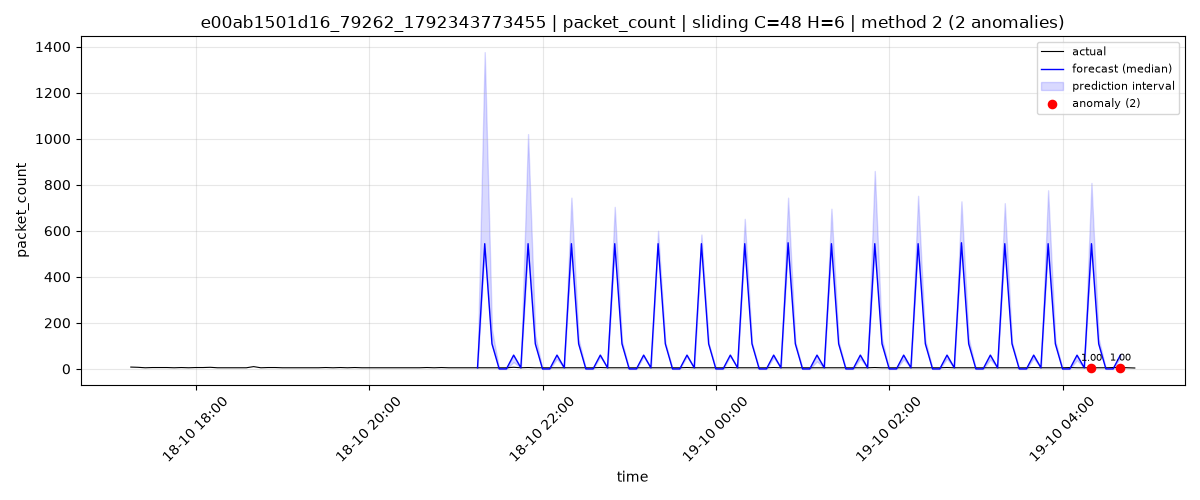 e00ab1501d16_79262_1792343773455 | packet_count | sliding C=48 H=6 | method 2 (2 anomalies)
actual
forecast (median)
prediction interval
anomaly (2)
1400
1200
1000
800
600
400
200
0
packet_count
1.00 1.00
18-10 18:00
18-10 20:00
18-10 22:00
19-10 00:00
19-10 02:00
19-10 04:00
time